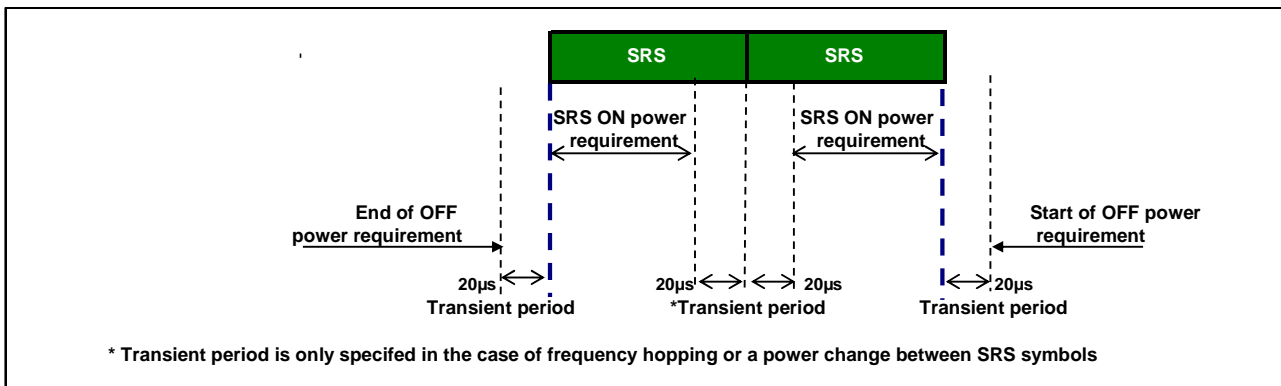 SRS SRS
SRS ON power
requirement
SRS ON power
requirement
End of OFF
power requirement
Start of OFF power
requirement
20µs 20µs 20µs 20µs
Transient period *Transient period Transient period
* Transient period is only specifed in the case of frequency hopping or a power change between SRS symbols